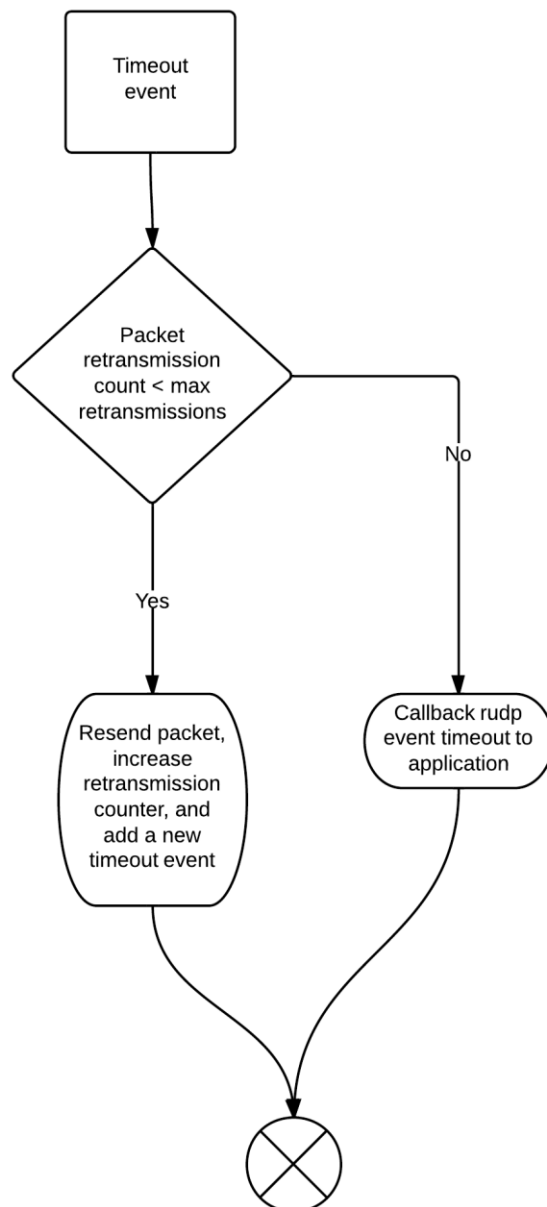 Timeout
event
Packet
retransmission
count < max
retransmissions
No
Yes
Resend packet,
increase
retransmission
counter, and
add a new
timeout event
Callback rudp
event timeout to
application